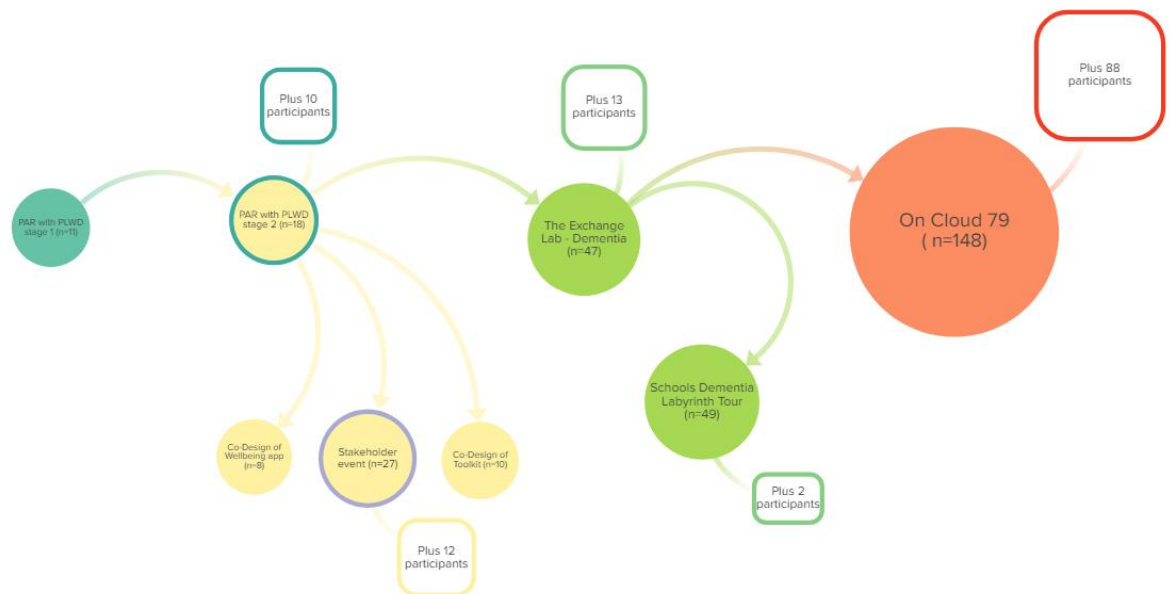 Plus 88
participants
Plus 10
participants
Plus 13
participants
PAR with PLWD
stage 1 (n=11)
PAR with PLWD
stage 2 (n=18)
The Exchange
Lab - Dementia
(n=47)
On Cloud 79
( n=148)
Schools Dementia
Labyrinth Tour
(n=49)
Co-Design of
Wellbeing app
(n=8)
Stakeholder
event (n=27)
Co-Design of
Toolkit (n=10)
Plus 2
participants
Plus 12
participants